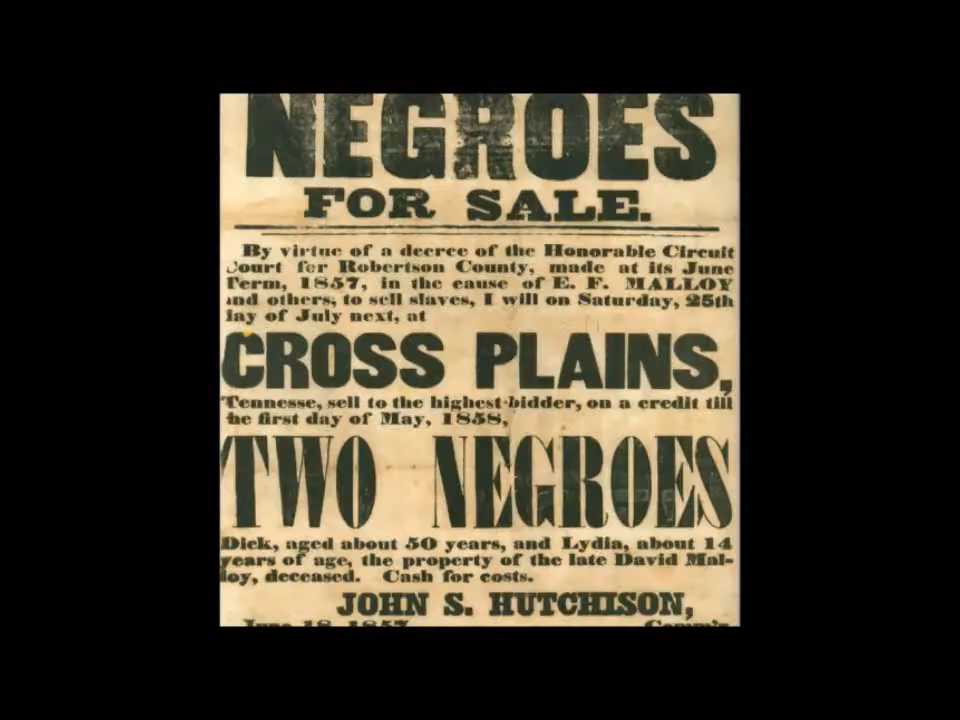 NEGROES
FOR SALE.
By virtue of a decree of the Honorable Circuit
Court for Robertson County, made at its June
Term, 1857, in the cause of E. F. MALLOY
and others, to sell slaves, I will on Saturday, 25th
day of July next, at
CROSS PLAINS,
Tennesse, sell to the highest bidder, on a credit till
the first day of May, 1858,
TWO NEGROES
Dick, aged about 50 years, and Lydia, about 14
years of age, the property of the late David Mal-
loy, deceased. Cash for costs.
JOHN S. HUTCHISON,
June 18, 1857. Comm'r.